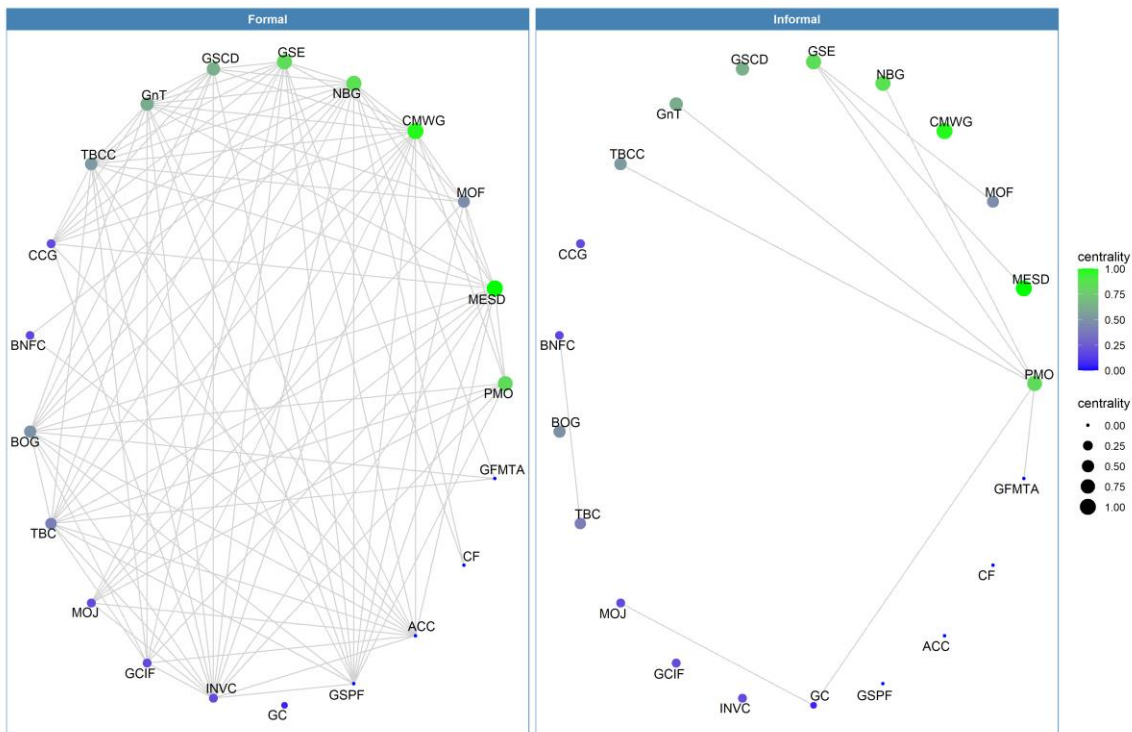 Formal
Informal
GSE
GSCD
NBG
GnT
CMWG
TBCC
MOF
CCG
MESD
BNFC
PMO
BOG
GFMTA
TBC
CF
MOJ
ACC
GCIF
INVC
GSPF
GC
GSE
GSCD
NBG
GnT
CMWG
TBCC
MOF
CCG
MESD
BNFC
PMO
BOG
GFMTA
TBC
CF
MOJ
ACC
GCIF
INVC
GC
GSPF
centrality
1.00
0.75
0.50
0.25
0.00
centrality
0.00
0.25
0.50
0.75
1.00